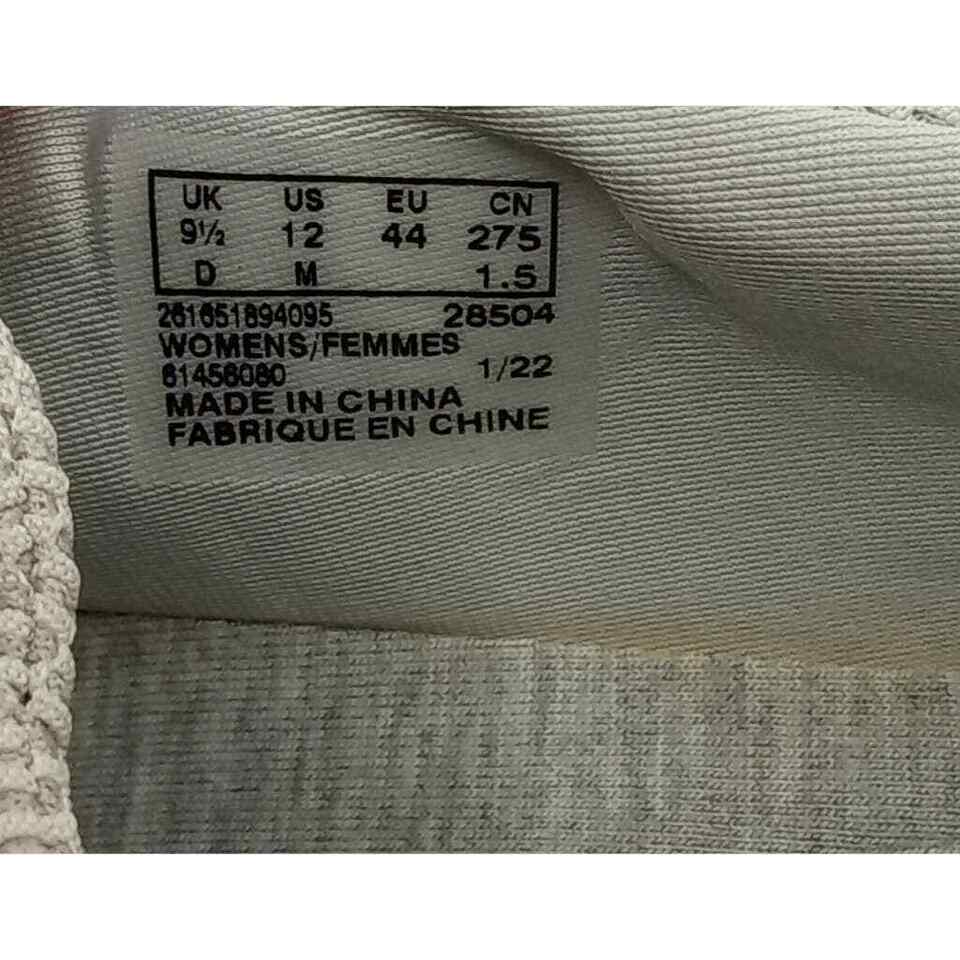 UK US EU CN
9½ 12 44 275
D M 1.5
261651894095 28504
WOMENS/FEMMES
61458080 1/22
MADE IN CHINA
FABRIQUE EN CHINE